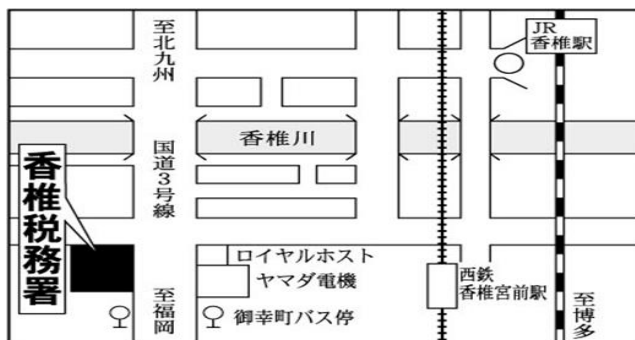 至北九州
JR
香椎駅
香椎川
国道3号線
香椎税務署
ロイヤルホスト
ヤマダ電機
西鉄
香椎宮前駅
至福岡
御幸町バス停
至博多